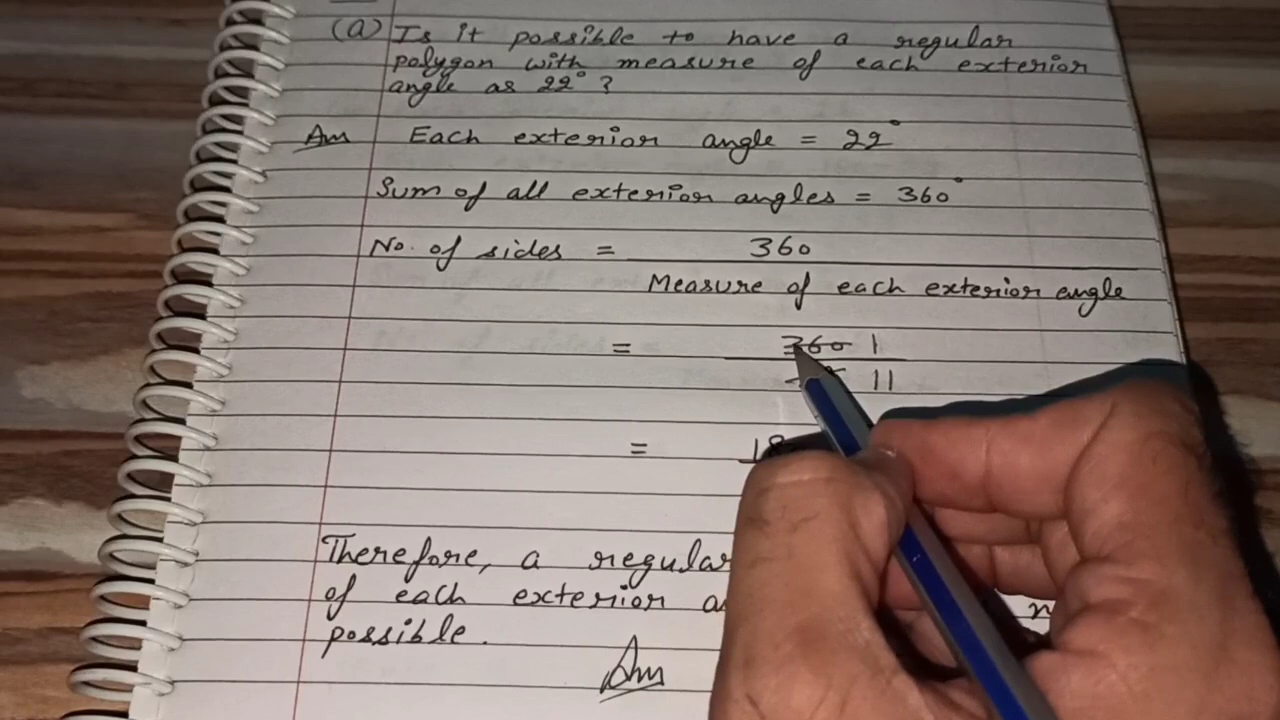 (a) Is it possible to have a regular
polygon with measure of each exterior
angle as 22° ?
Ans Each exterior angle = 22°
Sum of all exterior angles = 360°
No. of sides = 360
Measure of each exterior angle
= 360 1
11
= 18
Therefore, a regular
of each exterior
possible.
Ans